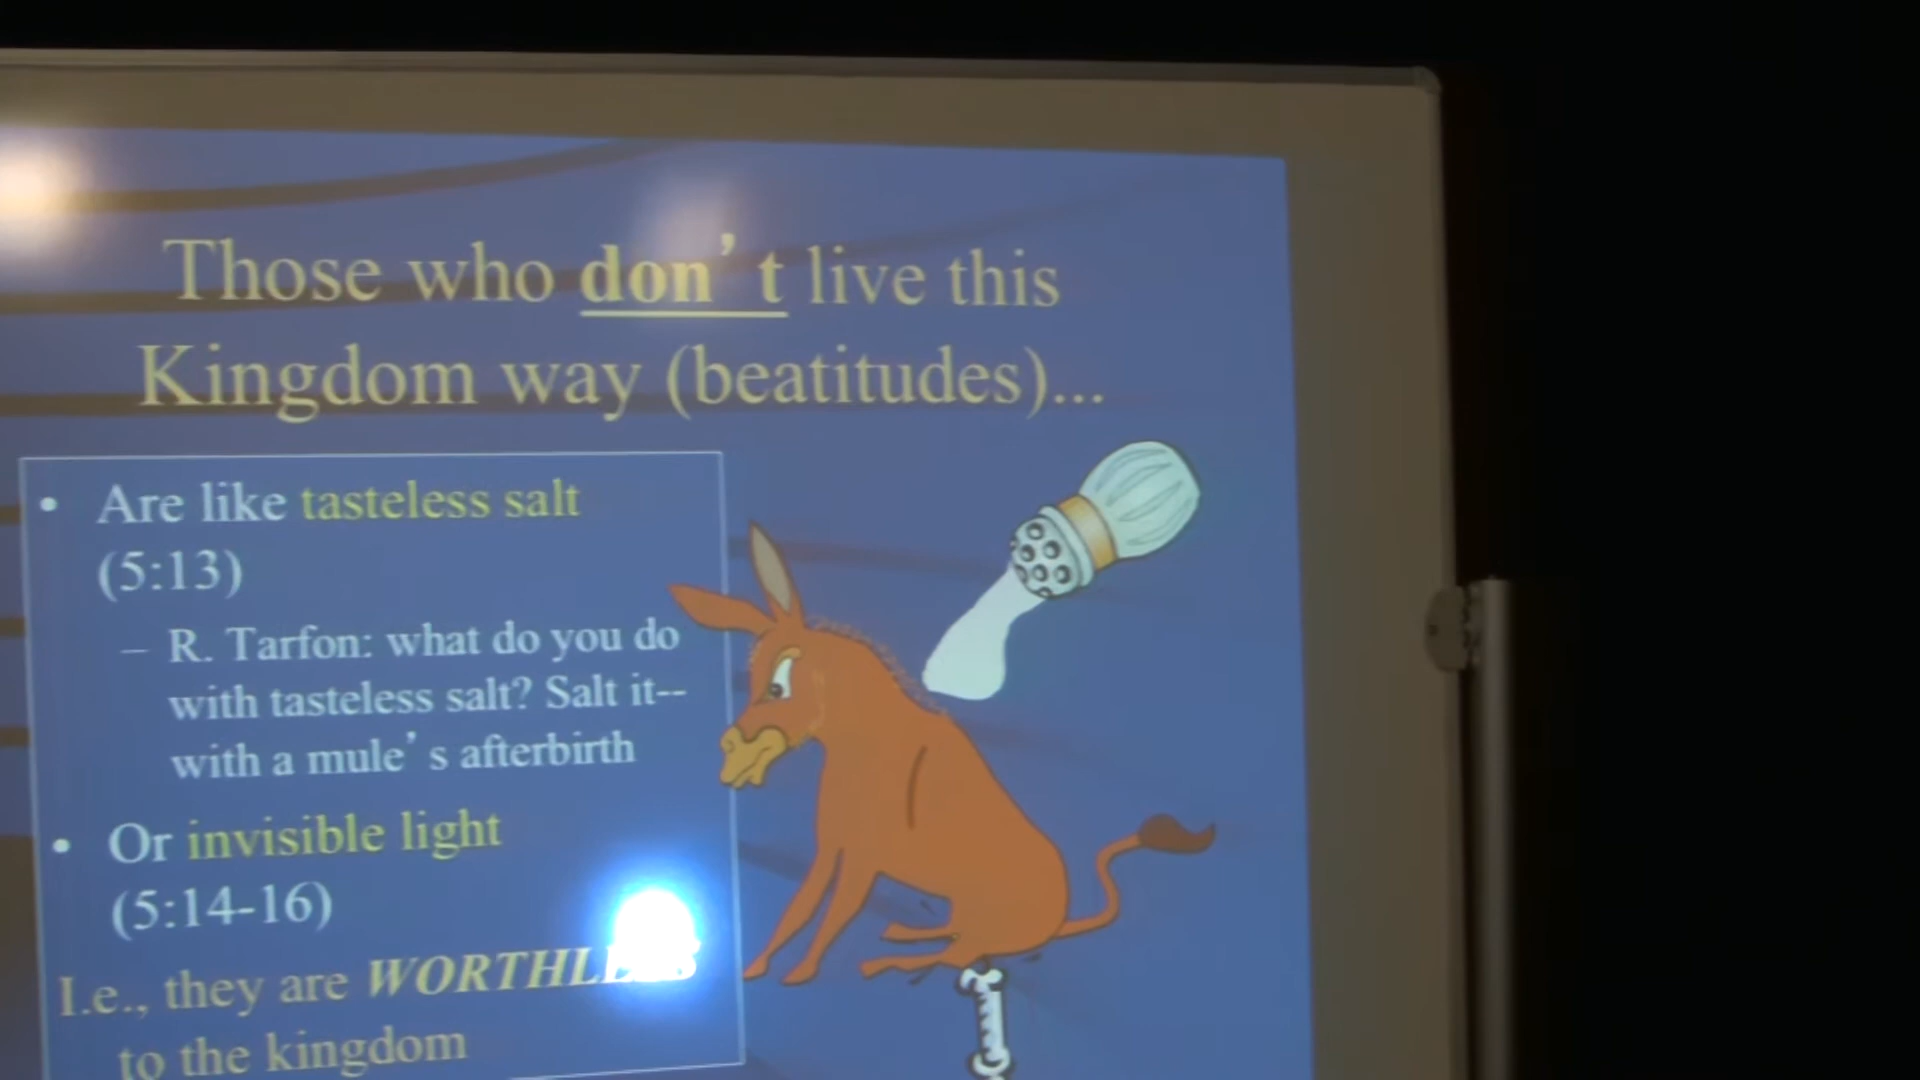 Those who don't live this
Kingdom way (beatitudes)...
• Are like tasteless salt
(5:13)
– R. Tarfon: what do you do
with tasteless salt? Salt it--
with a mule's afterbirth
• Or invisible light
(5:14-16)
I.e., they are WORTHLESS
to the kingdom